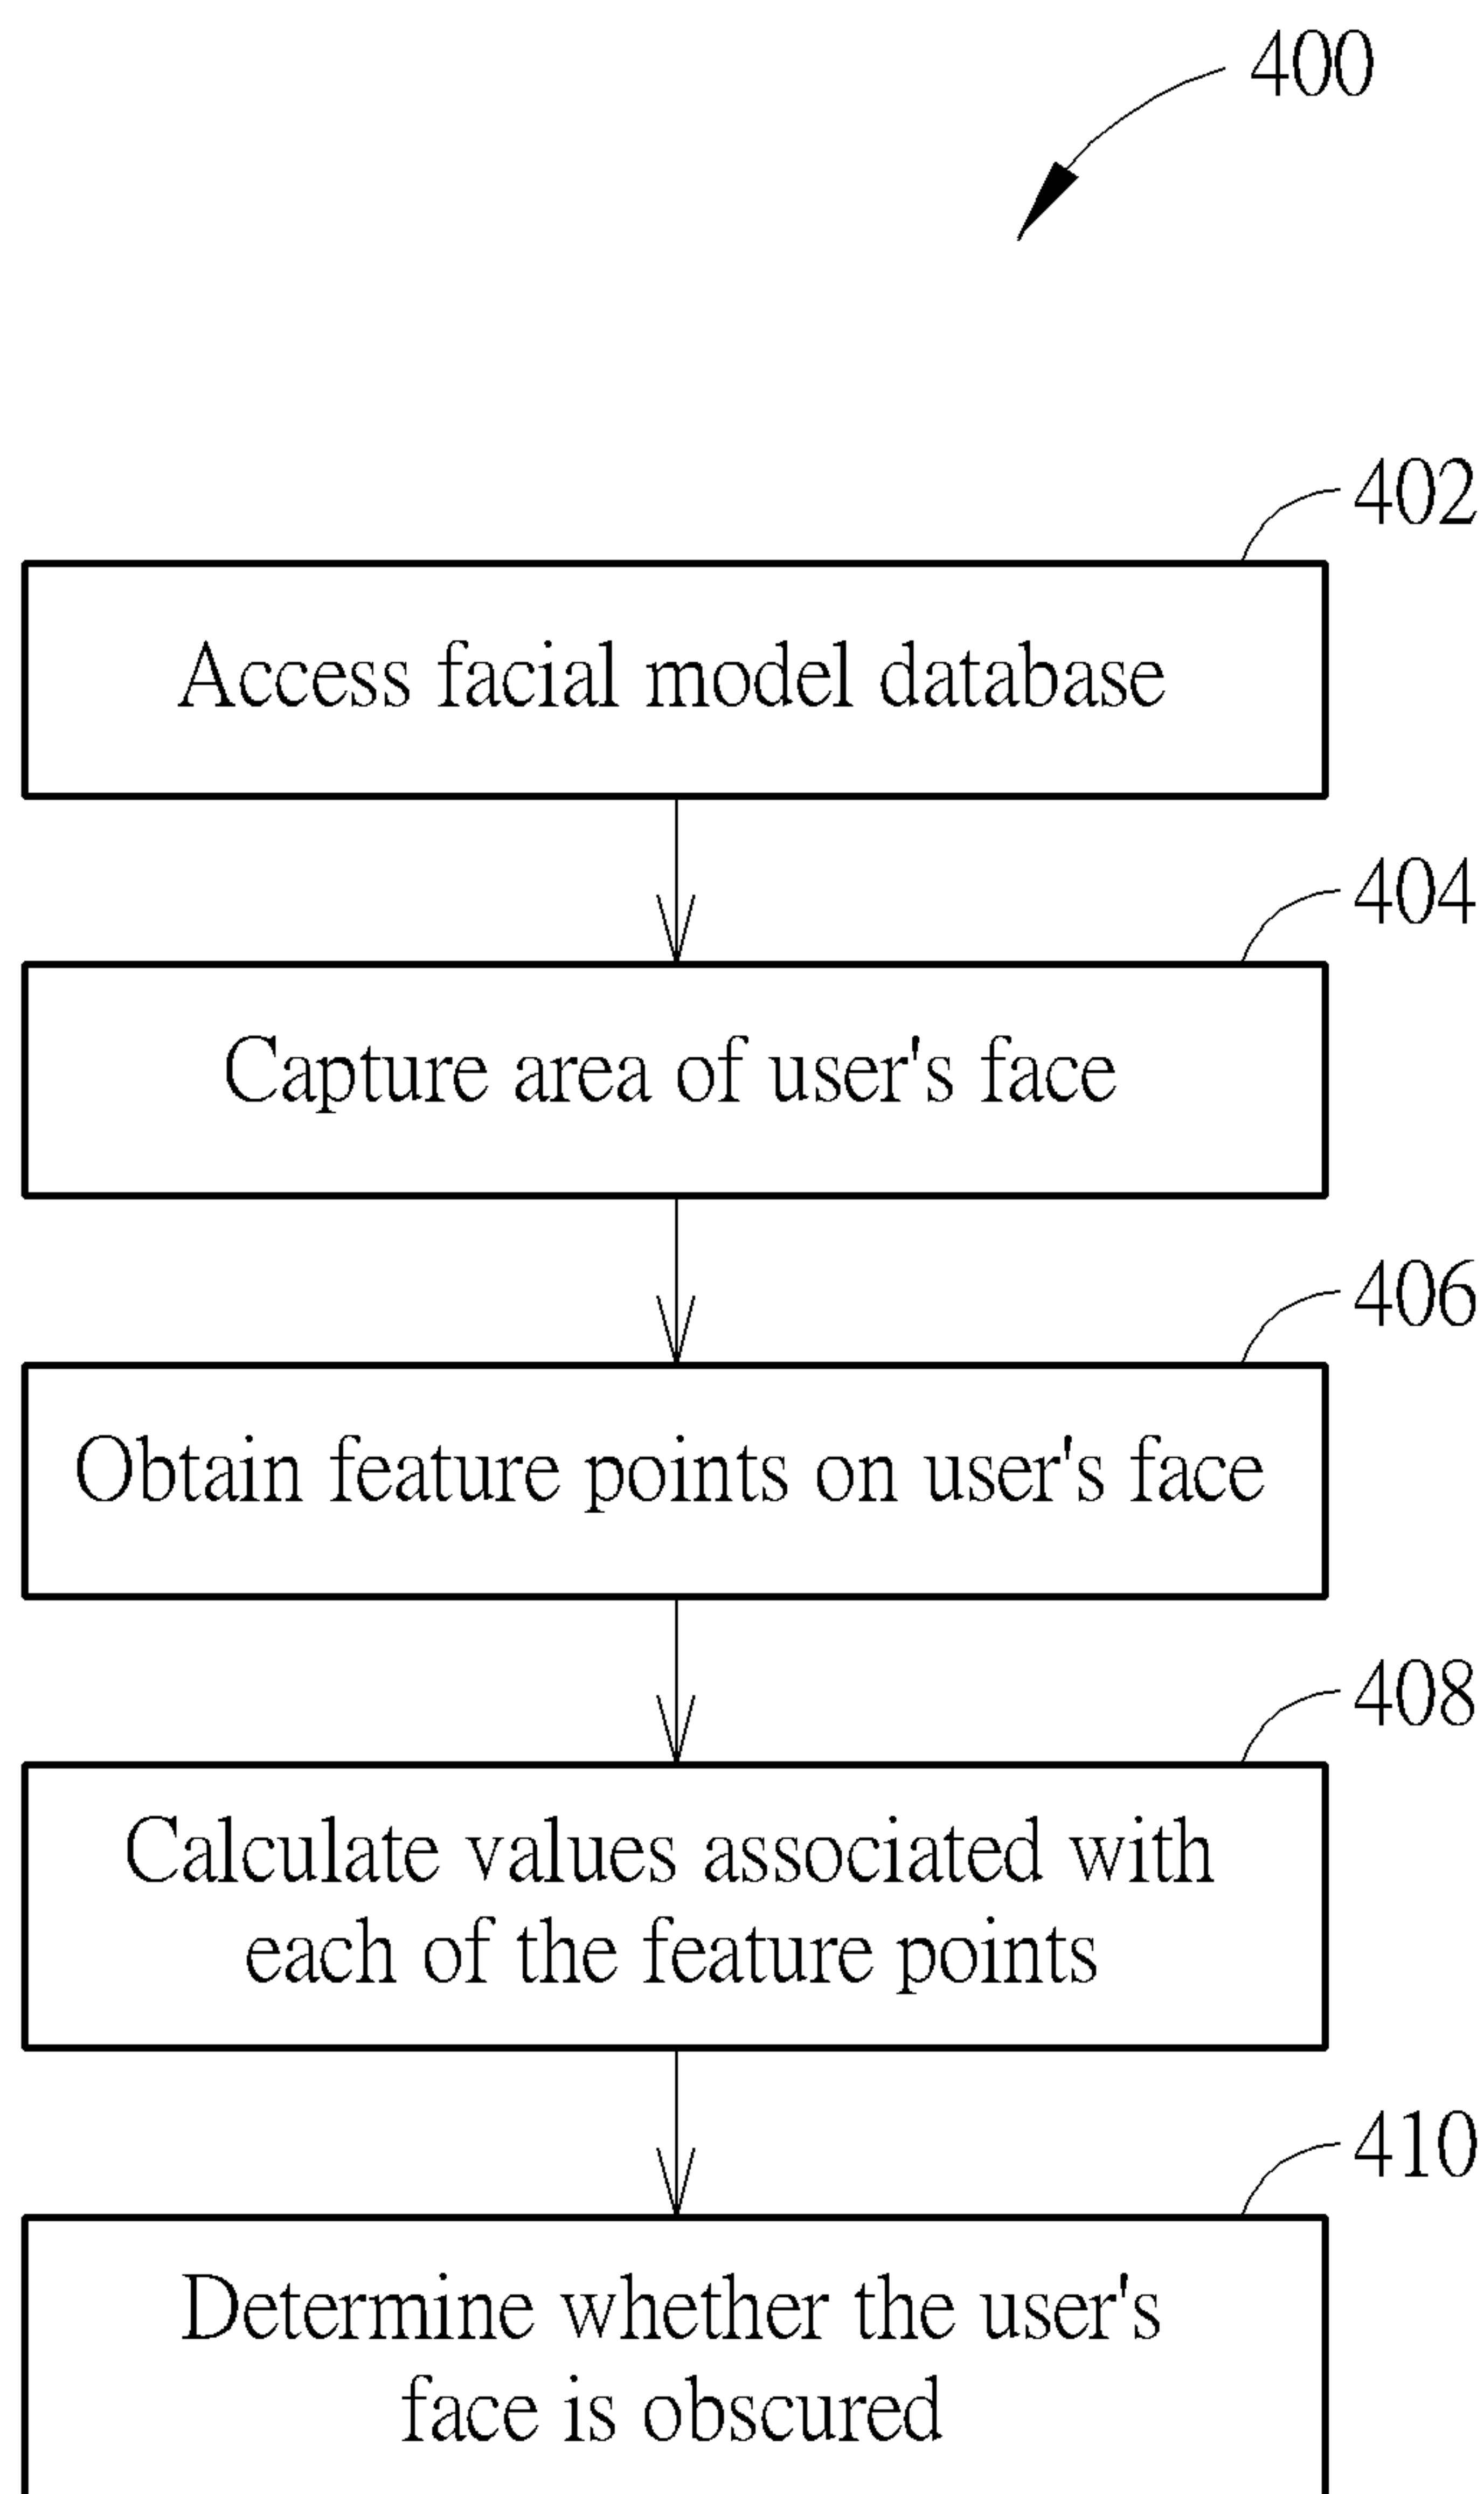 400
402
Access facial model database
404
Capture area of user's face
406
Obtain feature points on user's face
408
Calculate values associated with
each of the feature points
410
Determine whether the user's
face is obscured